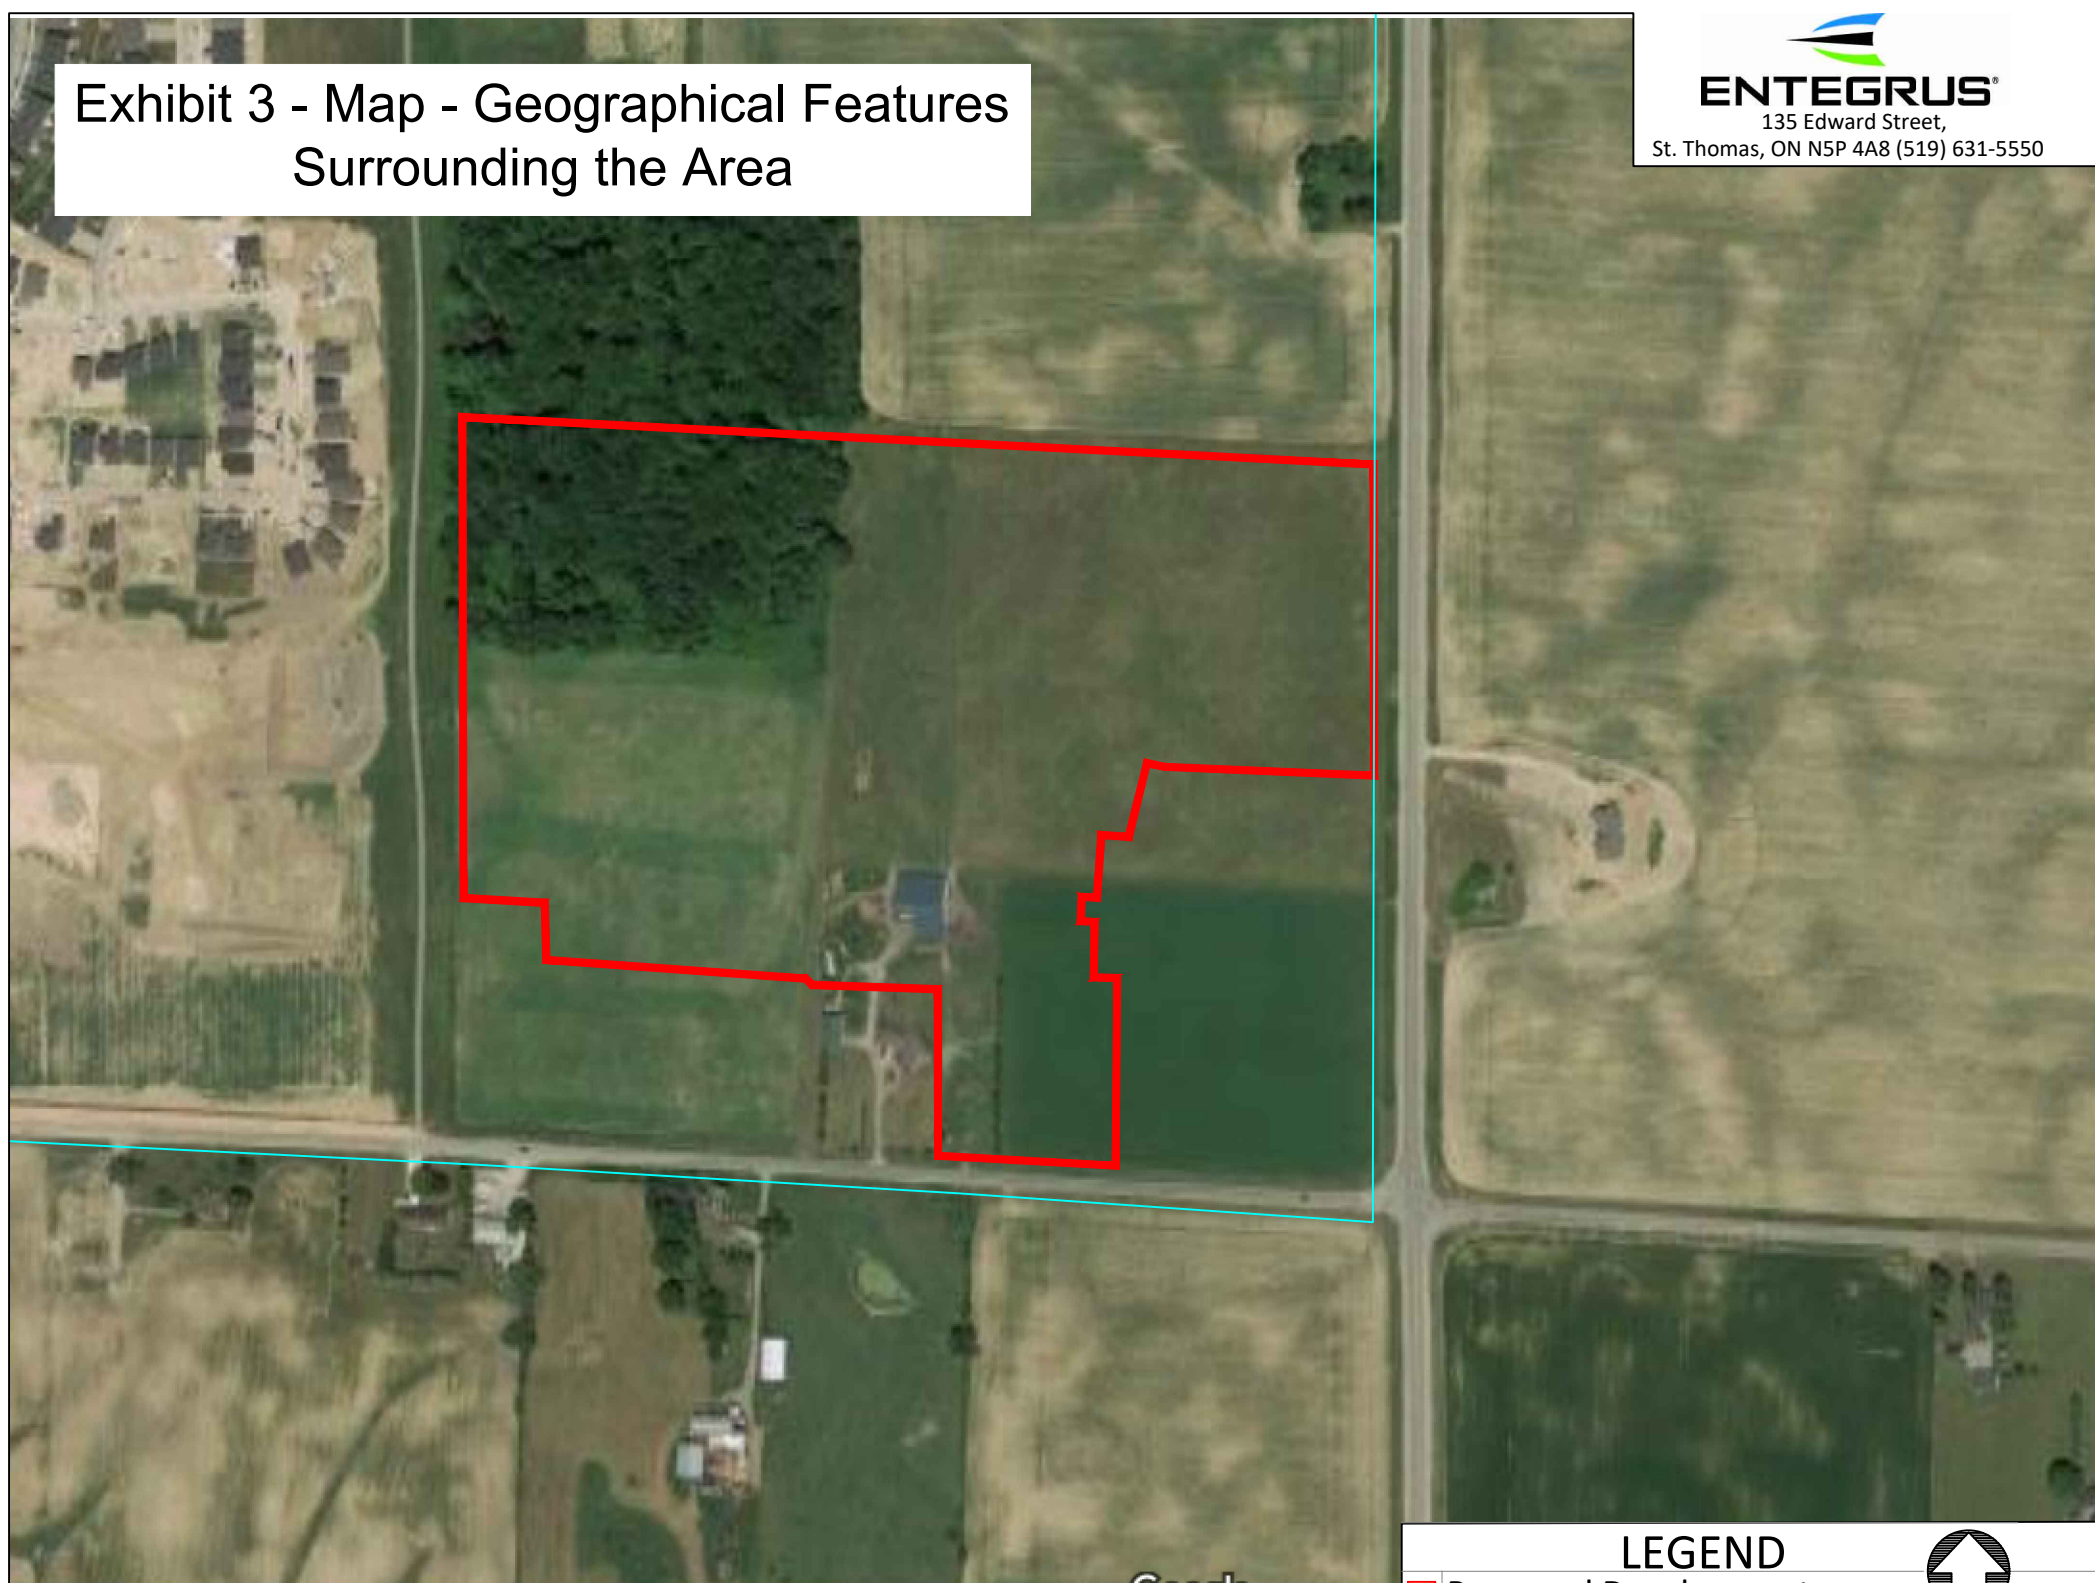 Exhibit 3 - Map - Geographical Features
Surrounding the Area
ENTEGRUS®
135 Edward Street,
St. Thomas, ON N5P 4A8 (519) 631-5550
LEGEND